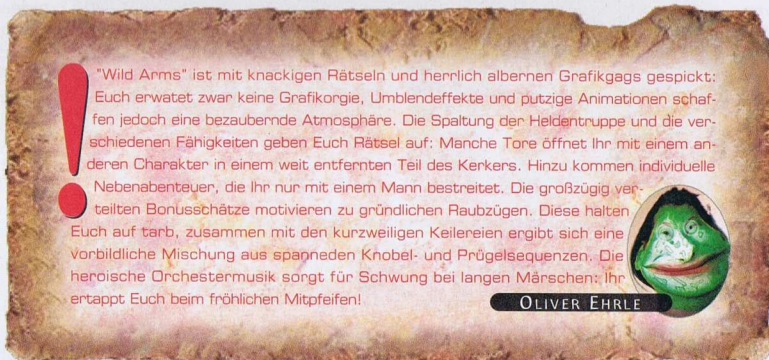 !
"Wild Arms" ist mit knackigen Rätseln und herrlich albernen Grafikgags gespickt:
Euch erwatet zwar keine Grafikorgie, Umblendeffekte und putzige Animationen schaf-
fen jedoch eine bezaubernde Atmosphäre. Die Spaltung der Heldentruppe und die ver-
schiedenen Fähigkeiten geben Euch Rätsel auf: Manche Tore öffnet Ihr mit einem an-
deren Charakter in einem weit entfernten Teil des Kerkers. Hinzu kommen individuelle
Nebenabenteuer, die Ihr nur mit einem Mann bestreitet. Die großzügig ver-
teilten Bonusschätze motivieren zu gründlichen Raubzügen. Diese halten
Euch auf tarb, zusammen mit den kurzweiligen Keilereien ergibt sich eine
vorbildliche Mischung aus spanneden Knobel- und Prügelsequenzen. Die
heroische Orchestermusik sorgt für Schwung bei langen Märschen: Ihr
ertappt Euch beim fröhlichen Mitpfeifen!
OLIVER EHRLE